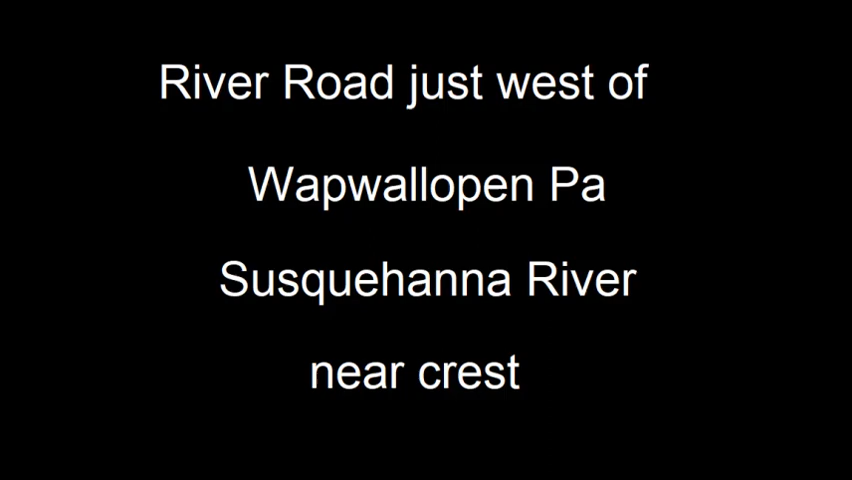 River Road just west of
Wapwallopen Pa
Susquehanna River
near crest